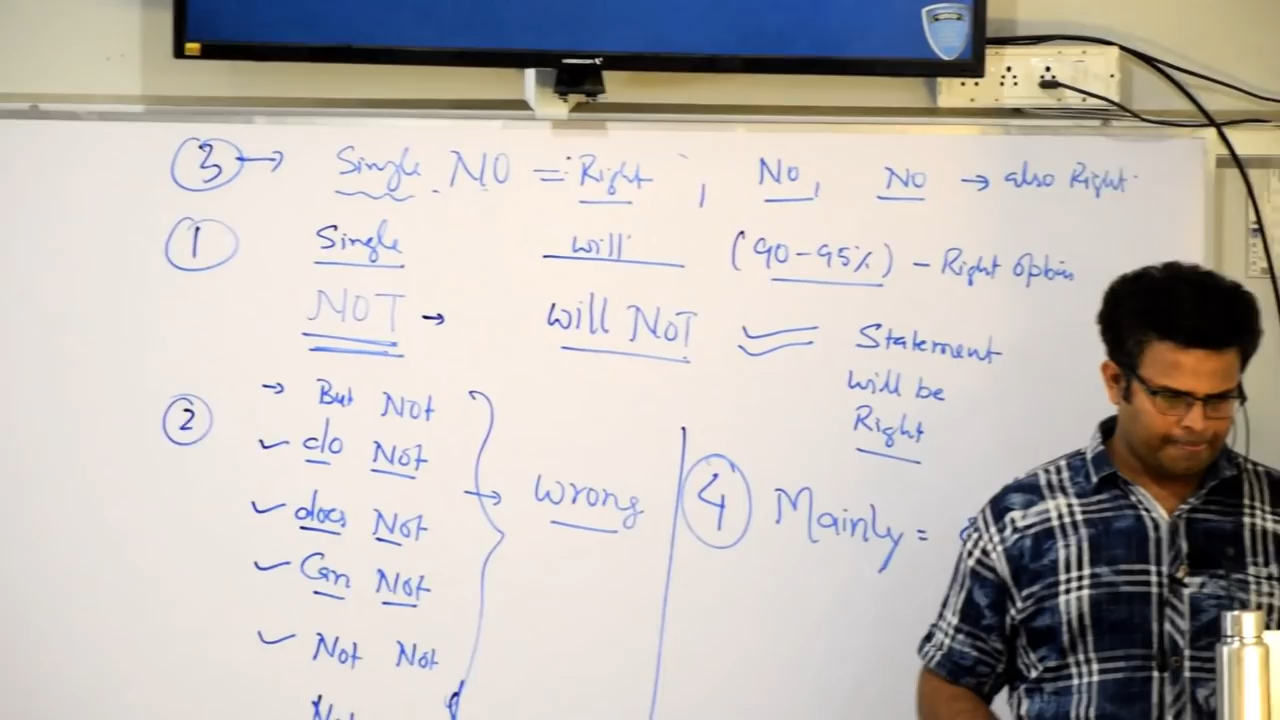 3 → Single NO = Right , No, NO → also Right
1 Single will (90-95%) - Right option
NOT → will NOT Statement
will be
Right
2 → But Not
do Not
does Not → wrong
Can Not
Not Not
Not
4 Mainly =